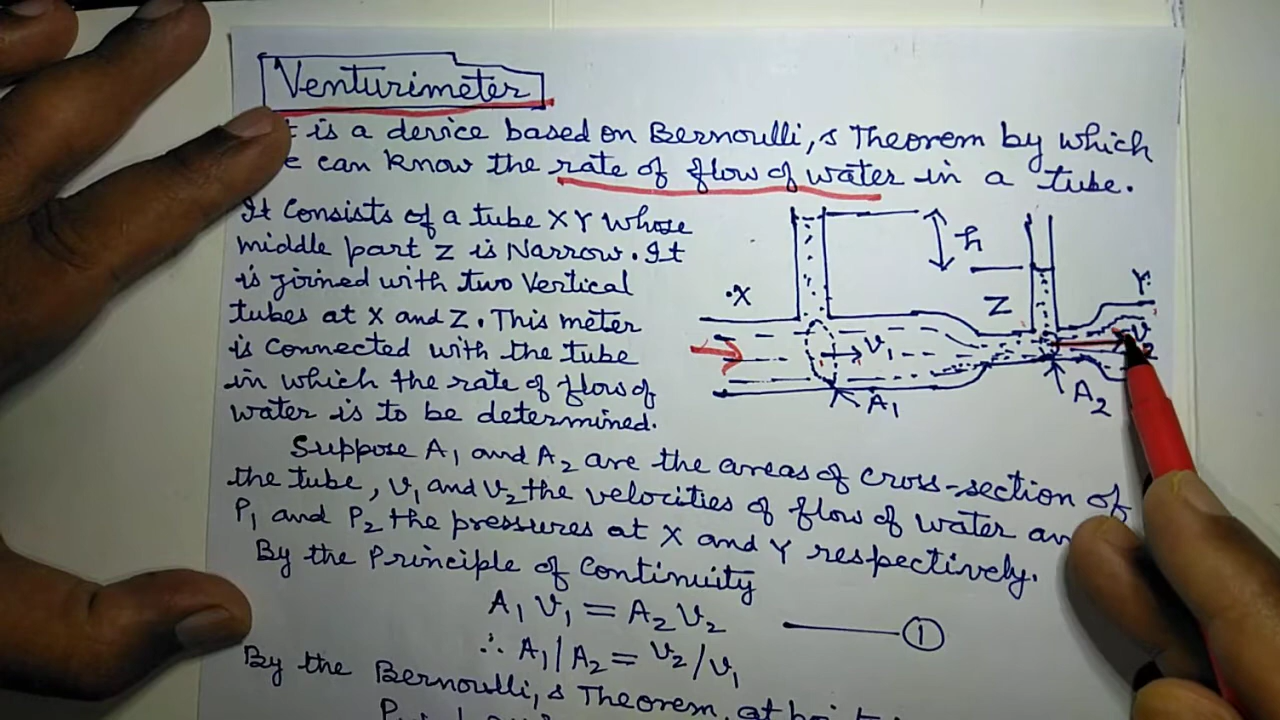 Venturimeter
t is a device based on Bernoulli,s Theorem by which
e can know the rate of flow of water in a tube.
It Consists of a tube XY whose
middle part Z is Narrow. It
is joined with two Vertical
tubes at X and Z. This meter
is connected with the tube
in which the rate of flow of
water is to be determined.
h
.X
Z
Y
V1
V2
A1
A2
Suppose A1 and A2 are the areas of cross-section of
the tube, V1 and V2 the velocities of flow of water an
P1 and P2 the pressures at X and Y respectively.
By the Principle of Continuity
A1 V1 = A2 V2 ——— ①
∴ A1/A2 = V2/V1
By the Bernoulli,s Theorem, at